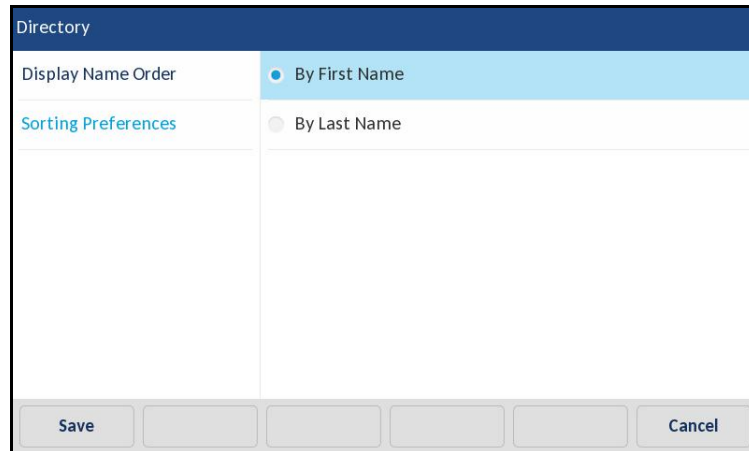 Directory
Display Name Order
By First Name
Sorting Preferences
By Last Name
Save
Cancel